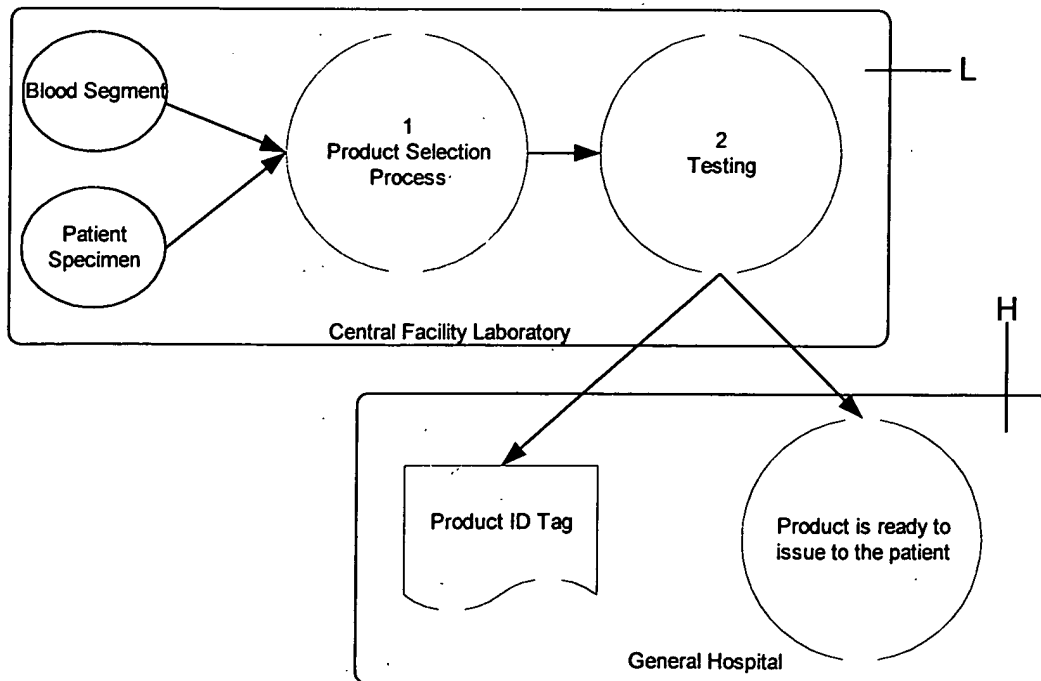 Blood Segment
Patient
Specimen
1
Product Selection
Process
2
Testing
L
Central Facility Laboratory
H
Product ID Tag
Product is ready to
issue to the patient
General Hospital